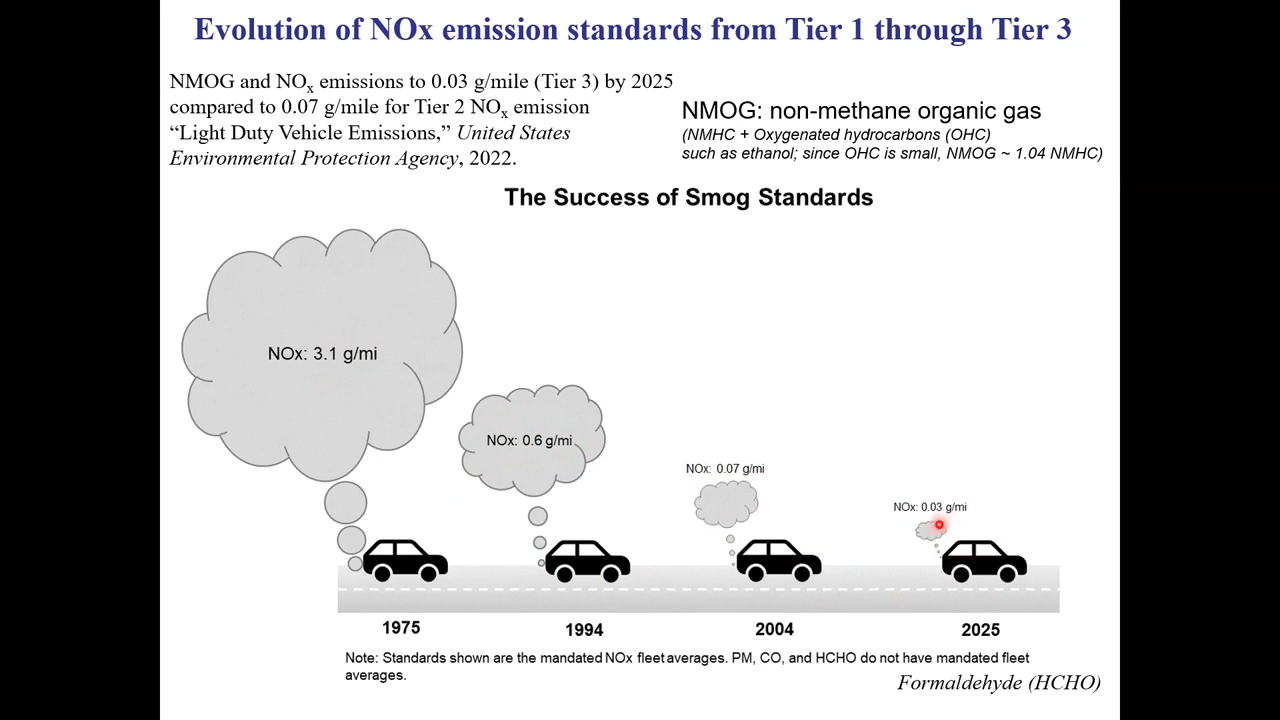 Evolution of NOx emission standards from Tier 1 through Tier 3
NMOG and NOx emissions to 0.03 g/mile (Tier 3) by 2025
compared to 0.07 g/mile for Tier 2 NOx emission
“Light Duty Vehicle Emissions,” United States
Environmental Protection Agency, 2022.
NMOG: non-methane organic gas
(NMHC + Oxygenated hydrocarbons (OHC)
such as ethanol; since OHC is small, NMOG ~ 1.04 NMHC)
The Success of Smog Standards
NOx: 3.1 g/mi
NOx: 0.6 g/mi
NOx: 0.07 g/mi
NOx: 0.03 g/mi
1975
1994
2004
2025
Note: Standards shown are the mandated NOx fleet averages. PM, CO, and HCHO do not have mandated fleet
averages.
Formaldehyde (HCHO)